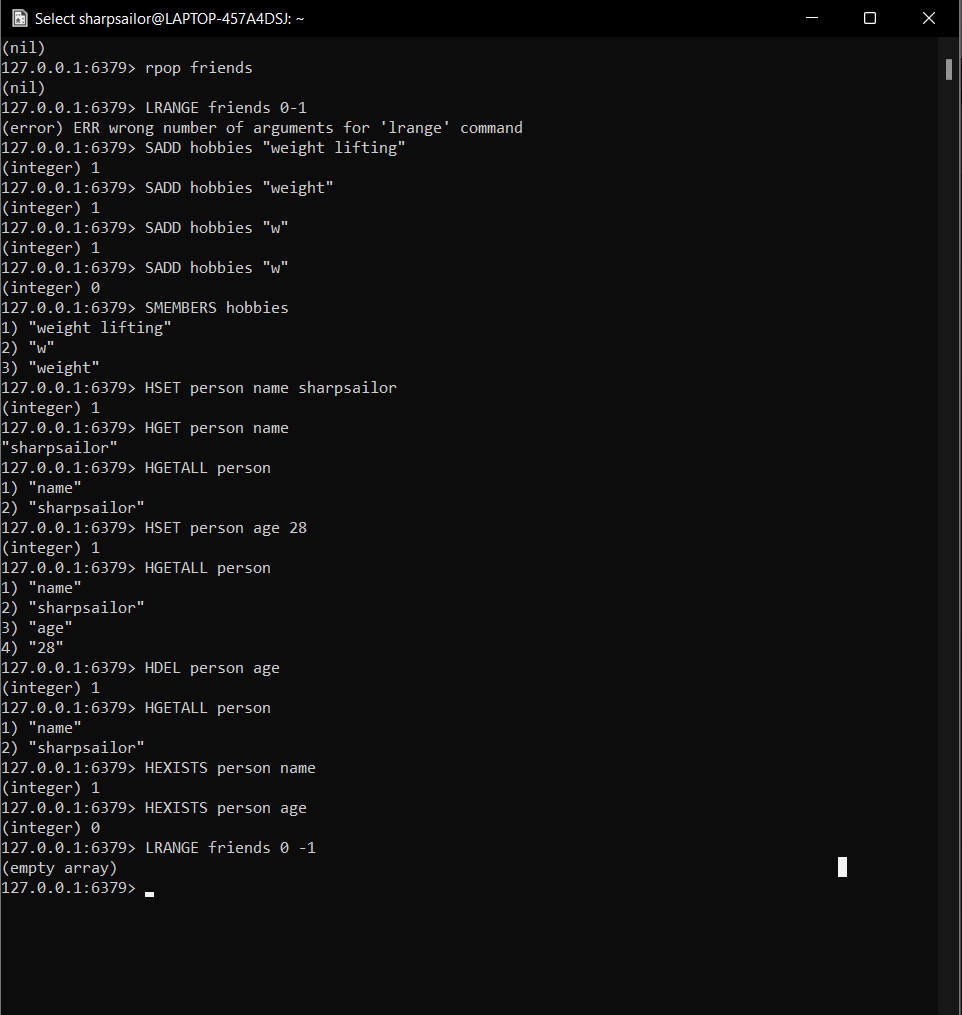 Select sharpsailor@LAPTOP-457A4DSJ: ~
(nil)
127.0.0.1:6379> rpop friends
(nil)
127.0.0.1:6379> LRANGE friends 0-1
(error) ERR wrong number of arguments for 'lrange' command
127.0.0.1:6379> SADD hobbies "weight lifting"
(integer) 1
127.0.0.1:6379> SADD hobbies "weight"
(integer) 1
127.0.0.1:6379> SADD hobbies "w"
(integer) 1
127.0.0.1:6379> SADD hobbies "w"
(integer) 0
127.0.0.1:6379> SMEMBERS hobbies
1) "weight lifting"
2) "w"
3) "weight"
127.0.0.1:6379> HSET person name sharpsailor
(integer) 1
127.0.0.1:6379> HGET person name
"sharpsailor"
127.0.0.1:6379> HGETALL person
1) "name"
2) "sharpsailor"
127.0.0.1:6379> HSET person age 28
(integer) 1
127.0.0.1:6379> HGETALL person
1) "name"
2) "sharpsailor"
3) "age"
4) "28"
127.0.0.1:6379> HDEL person age
(integer) 1
127.0.0.1:6379> HGETALL person
1) "name"
2) "sharpsailor"
127.0.0.1:6379> HEXISTS person name
(integer) 1
127.0.0.1:6379> HEXISTS person age
(integer) 0
127.0.0.1:6379> LRANGE friends 0 -1
(empty array)
127.0.0.1:6379>